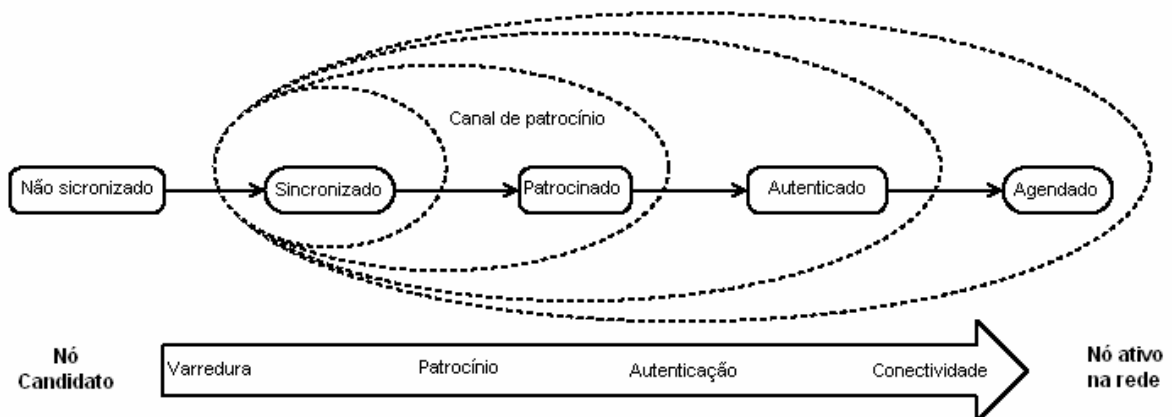 Canal de patrocínio
Não sicronizado
Sincronizado
Patrocinado
Autenticado
Agendado
Nó
Candidato
Varredura
Patrocínio
Autenticação
Conectividade
Nó ativo
na rede